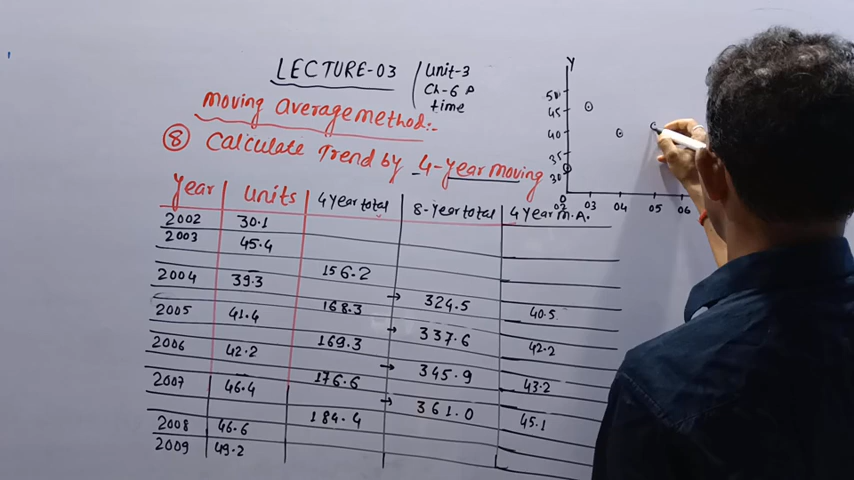 LECTURE-03
Unit-3
Ch-6 A
time
moving average method:-
⑧ Calculate Trend by 4-year moving
Year units 4 year total 8-year total 4 year M.A.
2002 30.1
2003 45.4
156.2
2004 39.3
324.5 40.5
168.3
2005 41.4
337.6 42.2
169.3
2006 42.2
345.9 43.2
176.6
2007 46.4
361.0 45.1
184.4
2008 46.6
2009 49.2
Y
50
45
40
35
30
0
02 03 04 05 06